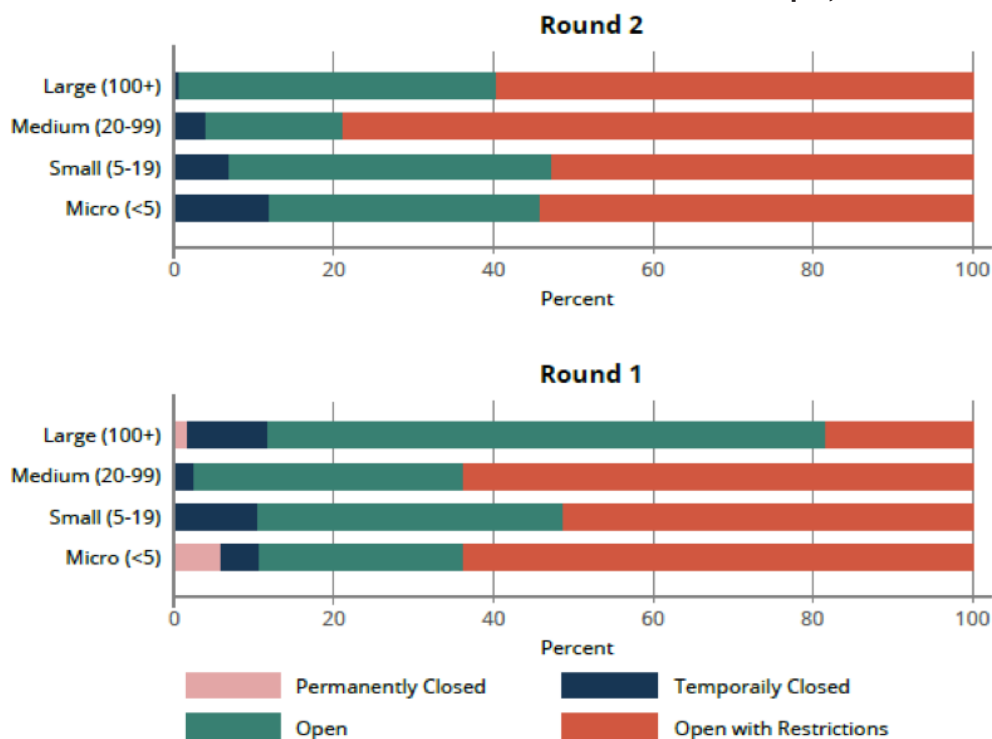 Round 2
Large (100+)
Medium (20-99)
Small (5-19)
Micro (<5)
0 20 40 60 80 100
Percent
Round 1
Large (100+)
Medium (20-99)
Small (5-19)
Micro (<5)
0 20 40 60 80 100
Percent
Permanently Closed Temporaily Closed
Open Open with Restrictions